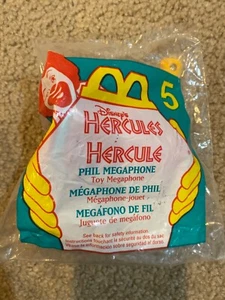 5
Disney's
HERCULES
HERCULE
PHIL MEGAPHONE
Toy Megaphone
MÉGAPHONE DE PHIL
Mégaphone-jouet
MEGÁFONO DE FIL
Juguete de megáfono
See back for safety information.